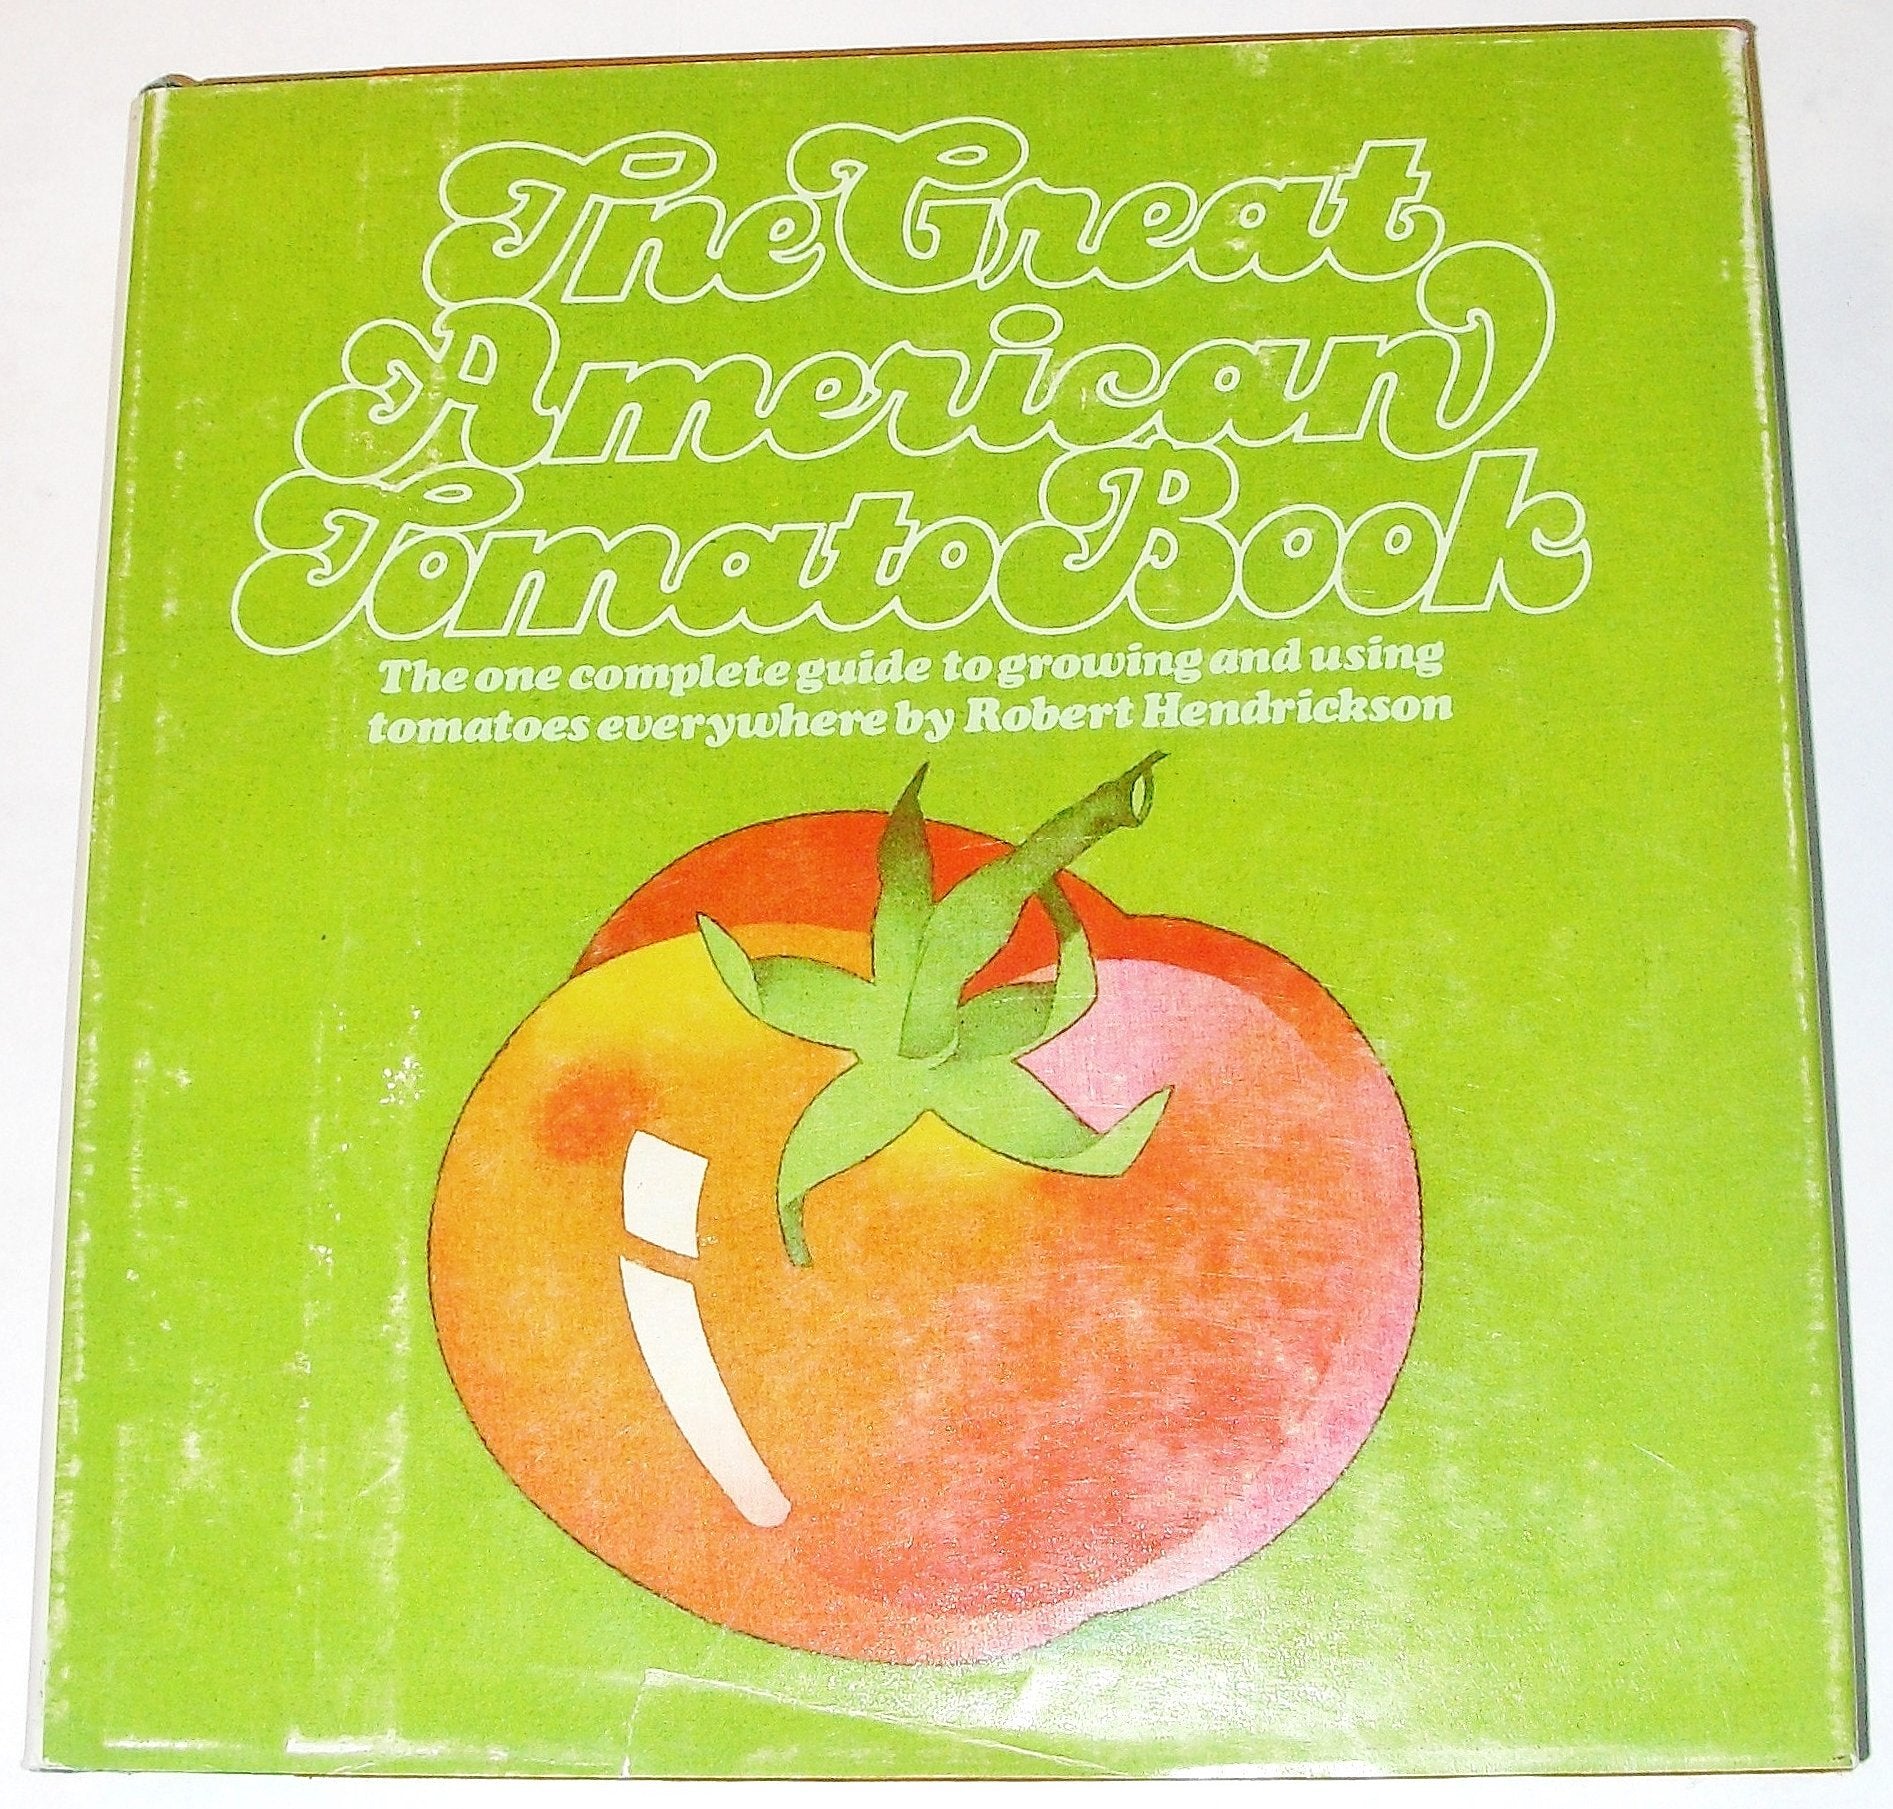 The Great
American
Tomato Book
The one complete guide to growing and using
tomatoes everywhere by Robert Hendrickson